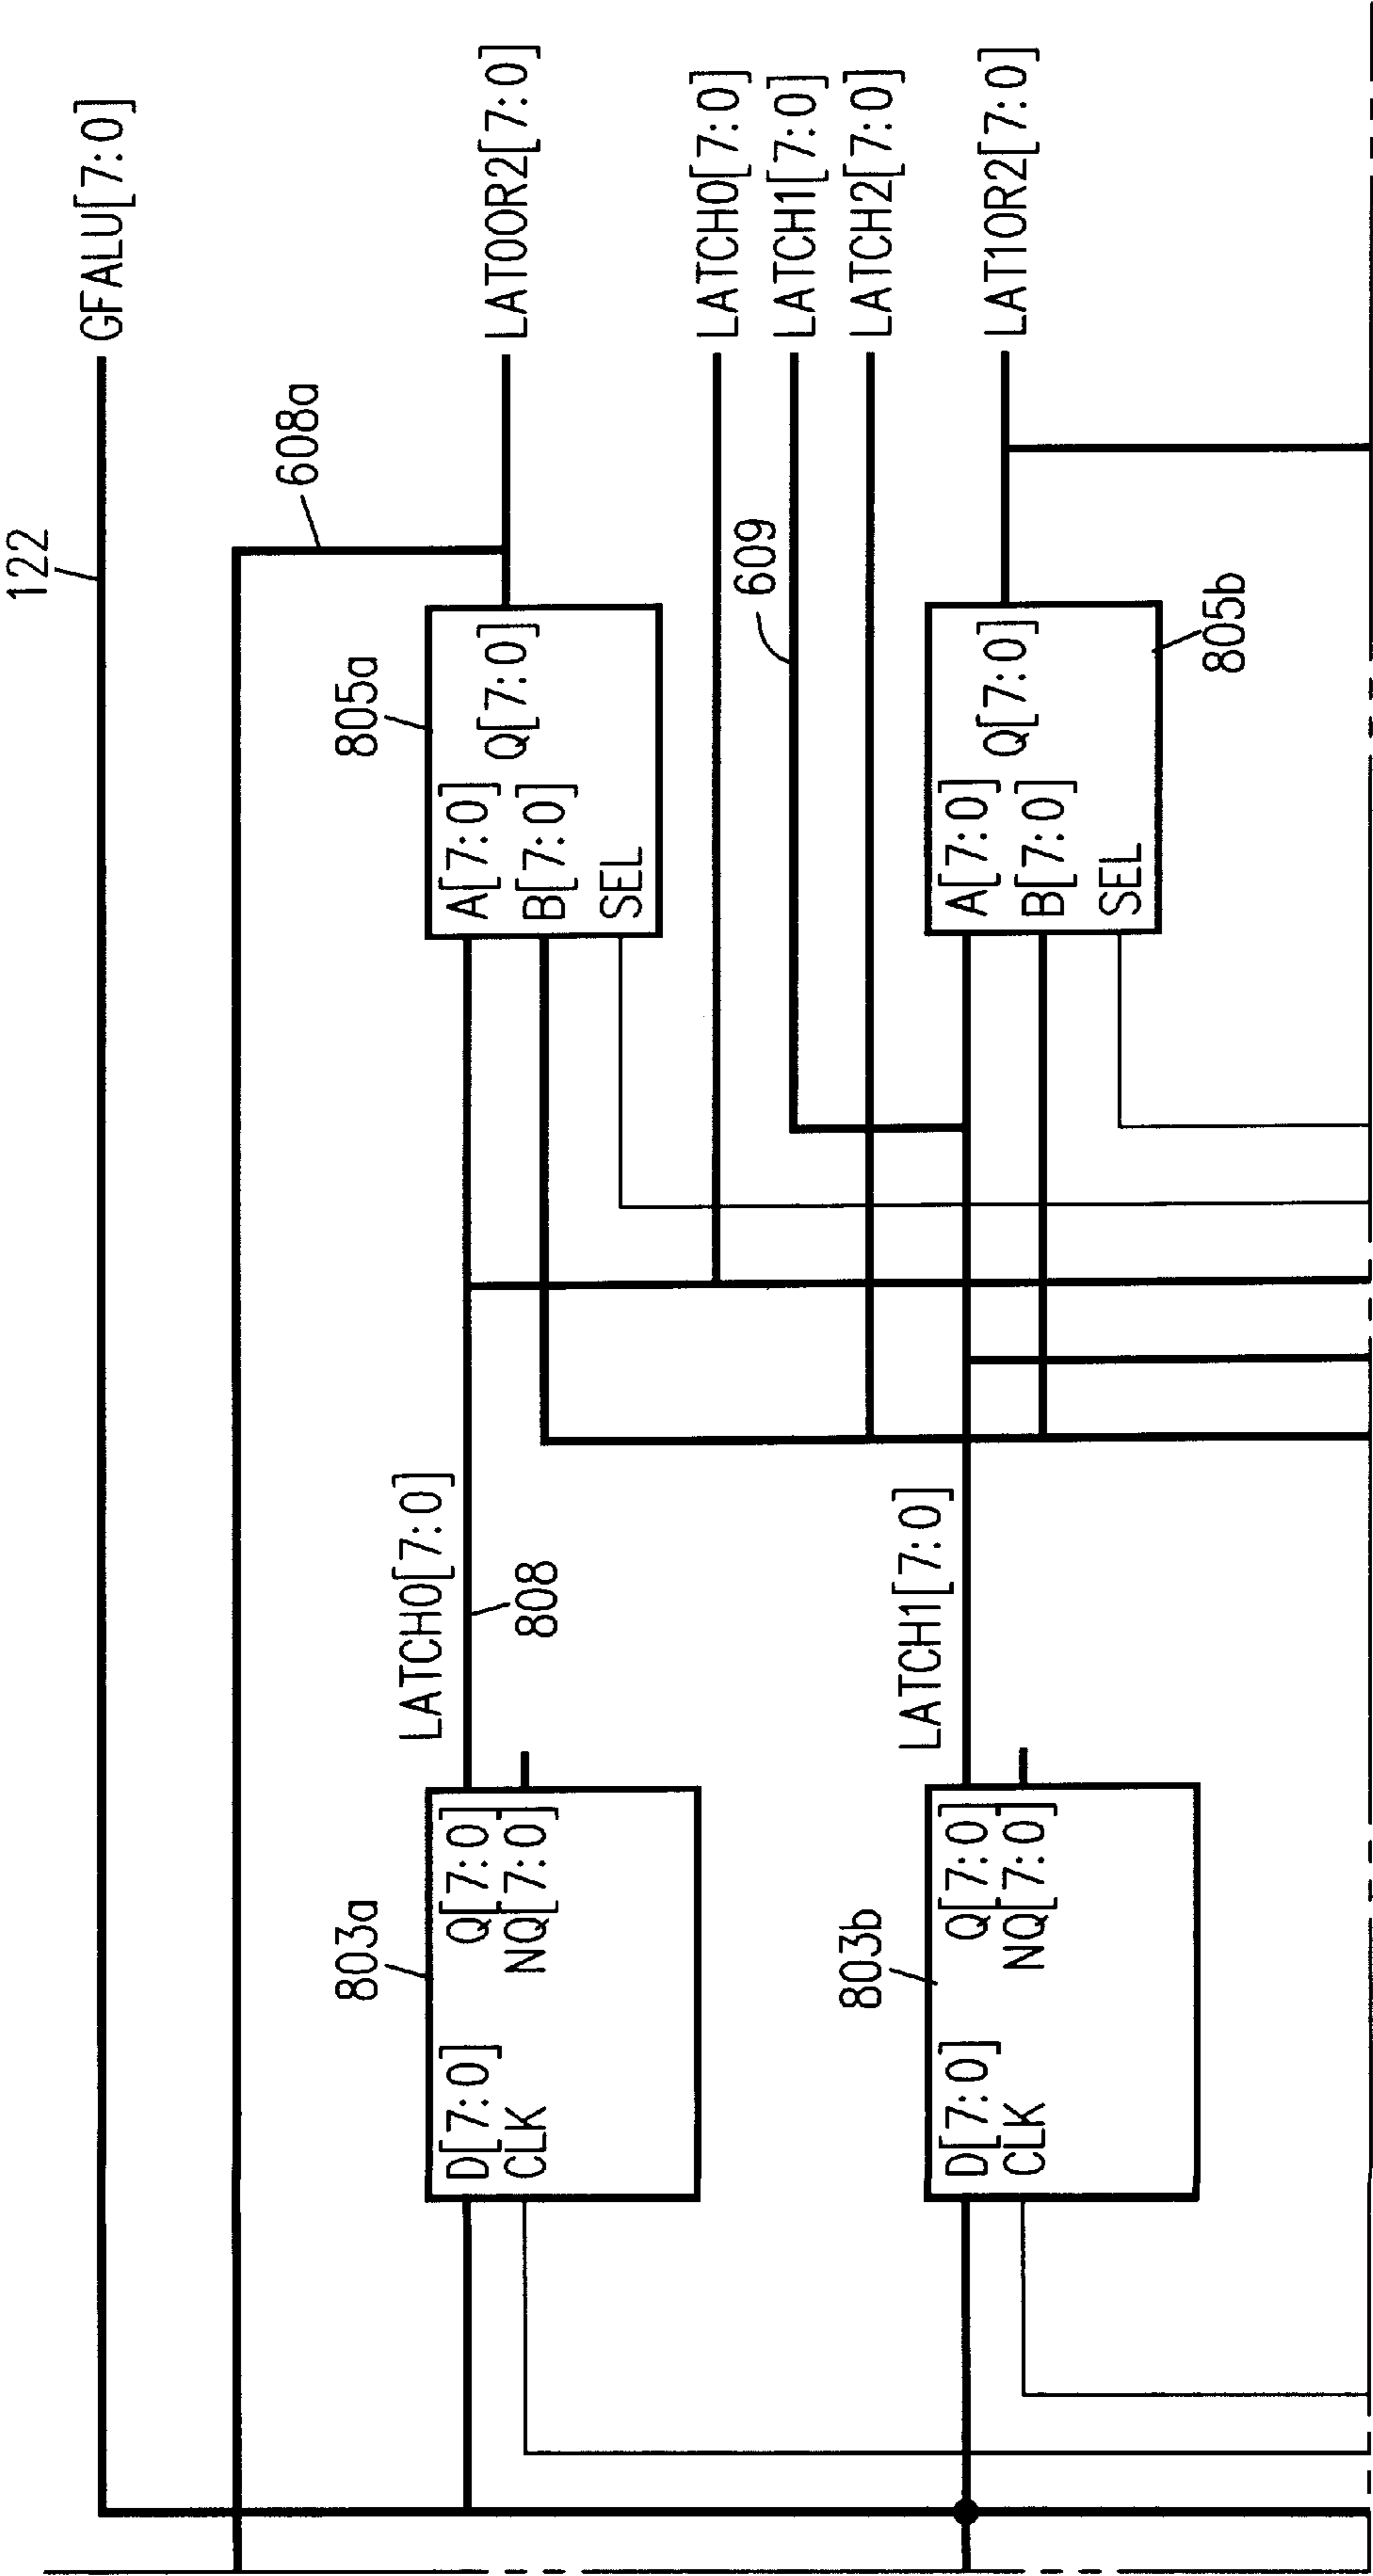 122
GFALU[7:0]
608a
LAT0OR2[7:0]
805a
A[7:0]
Q[7:0]
B[7:0]
SEL
LATCH0[7:0]
609
LATCH1[7:0]
LATCH2[7:0]
LAT1OR2[7:0]
A[7:0]
Q[7:0]
B[7:0]
SEL
805b
LATCH0[7:0]
808
803a
D[7:0]
Q[7:0]
CLK
NQ[7:0]
LATCH1[7:0]
803b
D[7:0]
Q[7:0]
CLK
NQ[7:0]